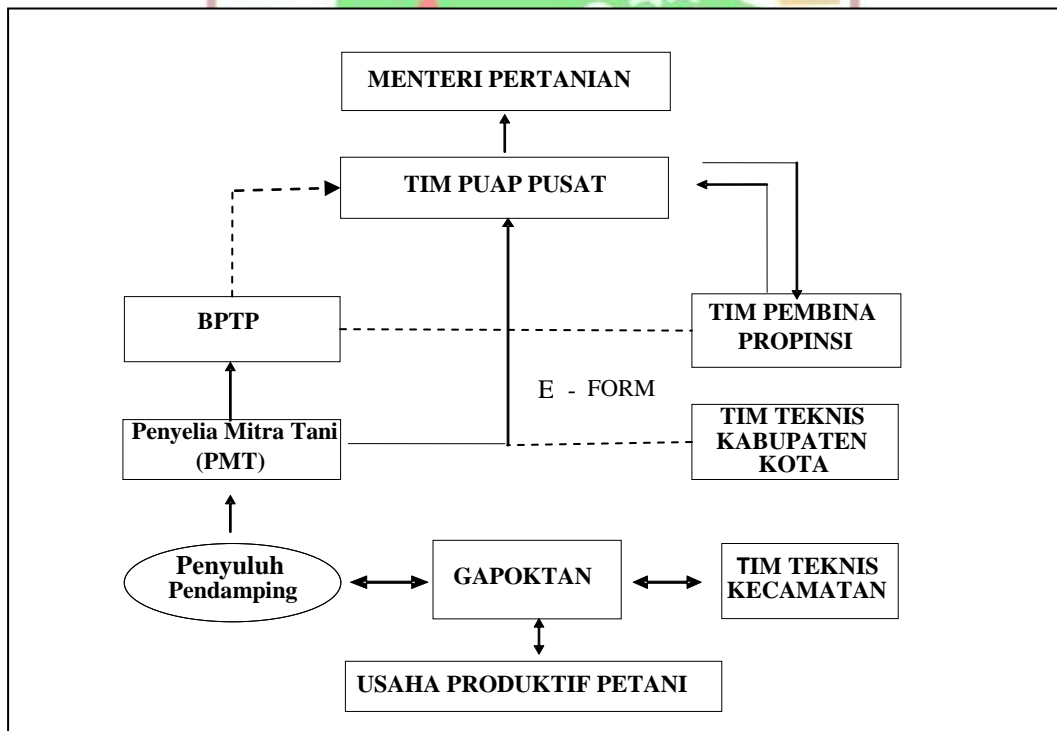 MENTERI PERTANIAN
TIM PUAP PUSAT
BPTP
TIM PEMBINA
PROPINSI
E - FORM
Penyelia Mitra Tani
(PMT)
TIM TEKNIS
KABUPATEN
KOTA
Penyuluh
Pendamping
GAPOKTAN
TIM TEKNIS
KECAMATAN
USAHA PRODUKTIF PETANI